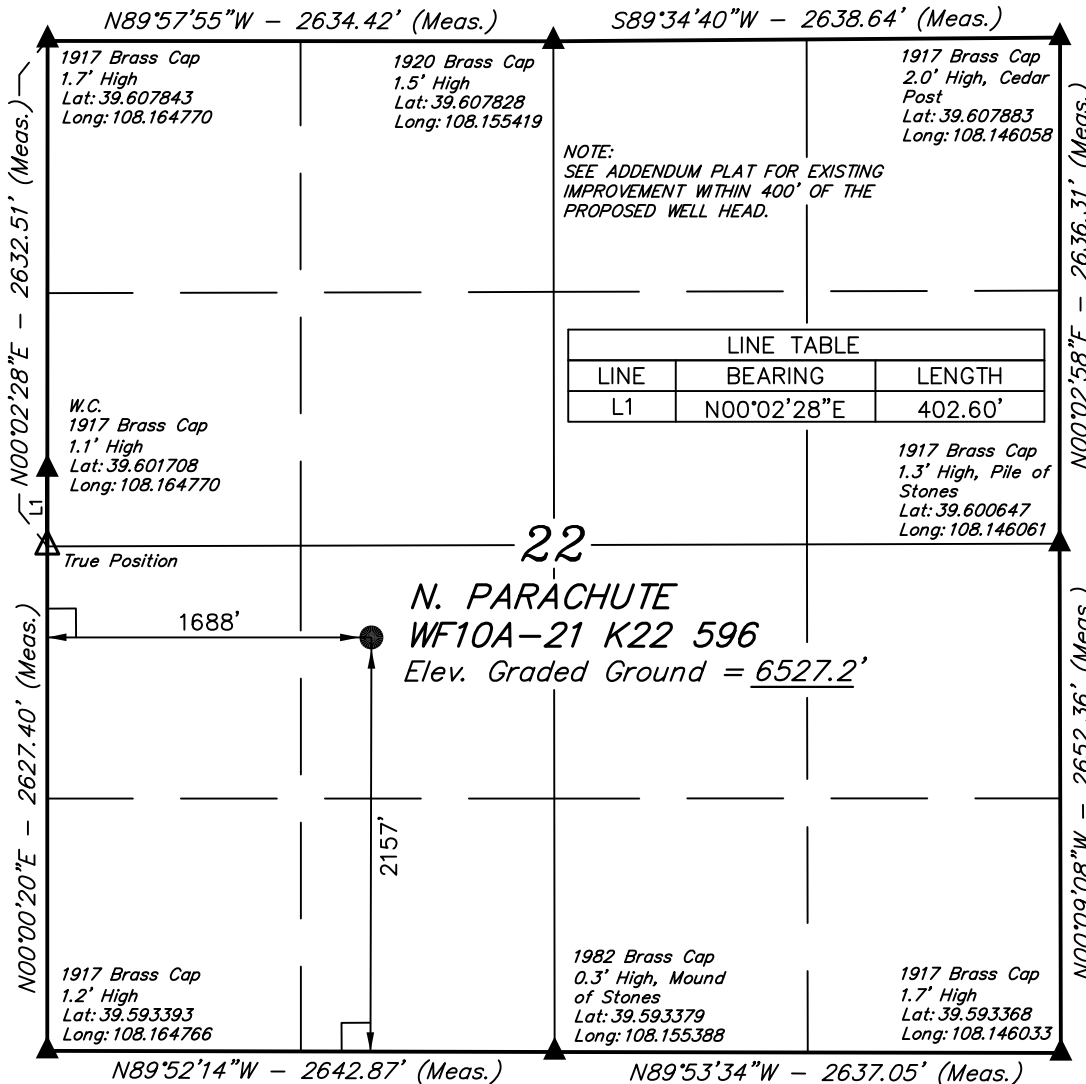 N89°57'55"W - 2634.42' (Meas.)
S89°34'40"W - 2638.64' (Meas.)
1917 Brass Cap
1.7' High
Lat: 39.607843
Long: 108.164770
1920 Brass Cap
1.5' High
Lat: 39.607828
Long: 108.155419
1917 Brass Cap
2.0' High, Cedar
Post
Lat: 39.607883
Long: 108.146058
NOTE:
SEE ADDENDUM PLAT FOR EXISTING
IMPROVEMENT WITHIN 400' OF THE
PROPOSED WELL HEAD.
N00°02'28"E - 2632.51' (Meas.)
N00°02'58"E - 2636.31' (Meas.)
LINE TABLE
LINE BEARING LENGTH
L1 N00°02'28"E 402.60'
W.C.
1917 Brass Cap
1.1' High
Lat: 39.601708
Long: 108.164770
1917 Brass Cap
1.3' High, Pile of
Stones
Lat: 39.600647
Long: 108.146061
L1
True Position
22
N. PARACHUTE
WF10A-21 K22 596
Elev. Graded Ground = 6527.2'
1688'
2157'
N00°00'20"E - 2627.40' (Meas.)
N00°09'08"W - 2652.36' (Meas.)
1917 Brass Cap
1.2' High
Lat: 39.593393
Long: 108.164766
1982 Brass Cap
0.3' High, Mound
of Stones
Lat: 39.593379
Long: 108.155388
1917 Brass Cap
1.7' High
Lat: 39.593368
Long: 108.146033
N89°52'14"W - 2642.87' (Meas.)
N89°53'34"W - 2637.05' (Meas.)